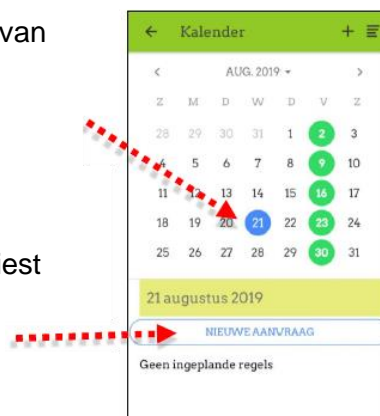 van
Kalender
AUG. 2019
Z M D W D V Z
28 29 30 31 1 2 3
4 5 6 7 8 9 10
11 12 13 14 15 16 17
18 19 20 21 22 23 24
25 26 27 28 29 30 31
iest
21 augustus 2019
NIEUWE AANVRAAG
Geen ingeplande regels